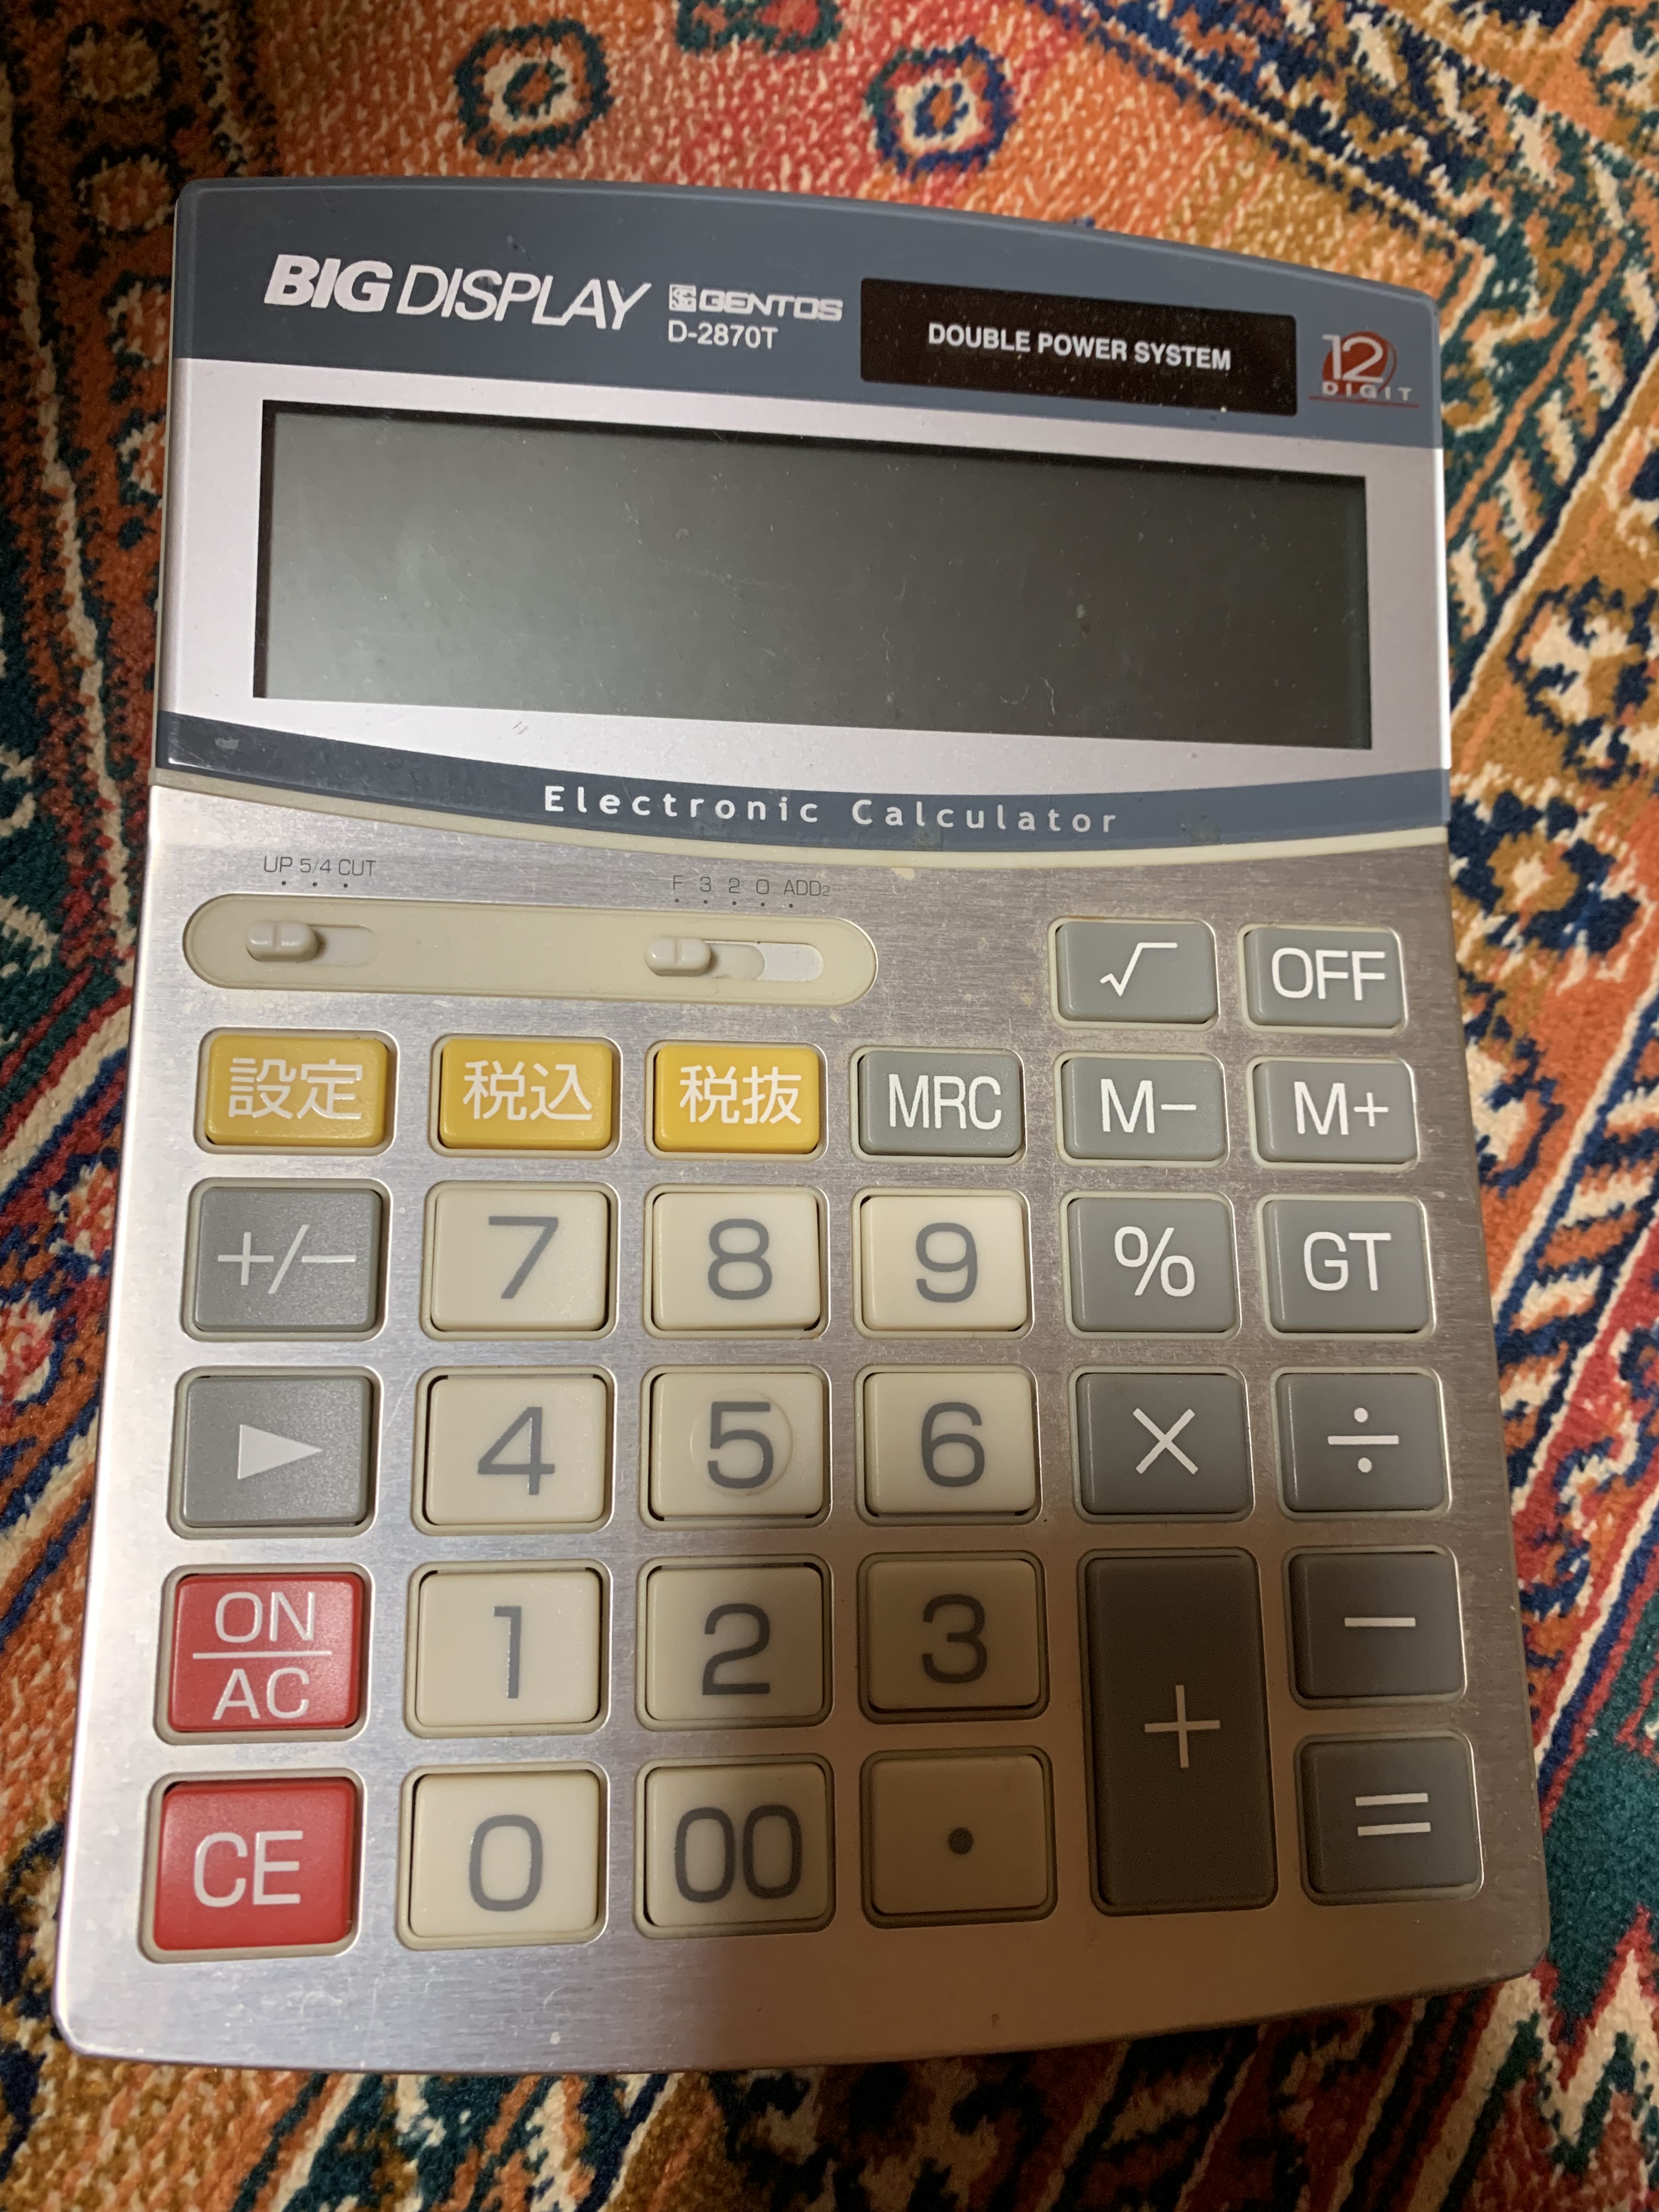 BIG DISPLAY GENTOS
D-2870T
DOUBLE POWER SYSTEM
12
DIGIT
Electronic Calculator
UP 5/4 CUT
F 3 2 0 ADD2
√ OFF
設定 税込 税抜 MRC M− M+
+/− 7 8 9 % GT
▶ 4 5 6 × ÷
ON
AC
1 2 3 + −
CE 0 00 • =